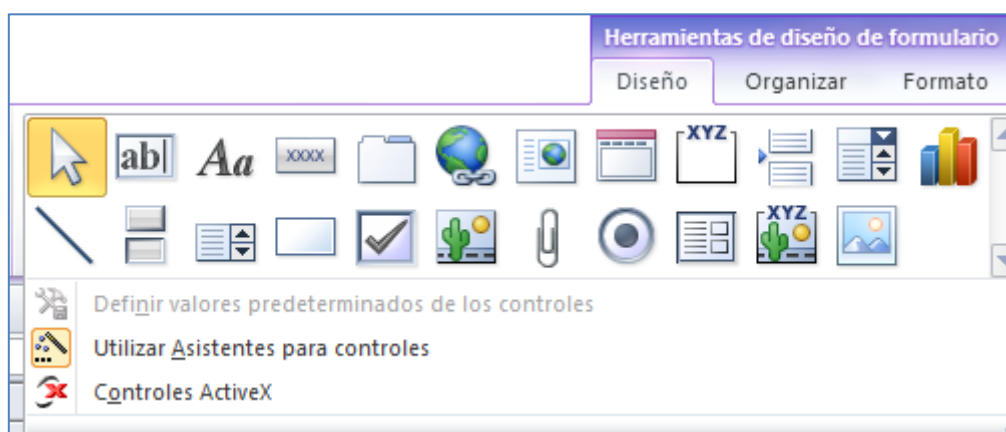 Herramientas de diseño de formulario
Diseño Organizar Formato
ab| Aa XXXX XYZ
XYZ
Definir valores predeterminados de los controles
Utilizar Asistentes para controles
Controles ActiveX